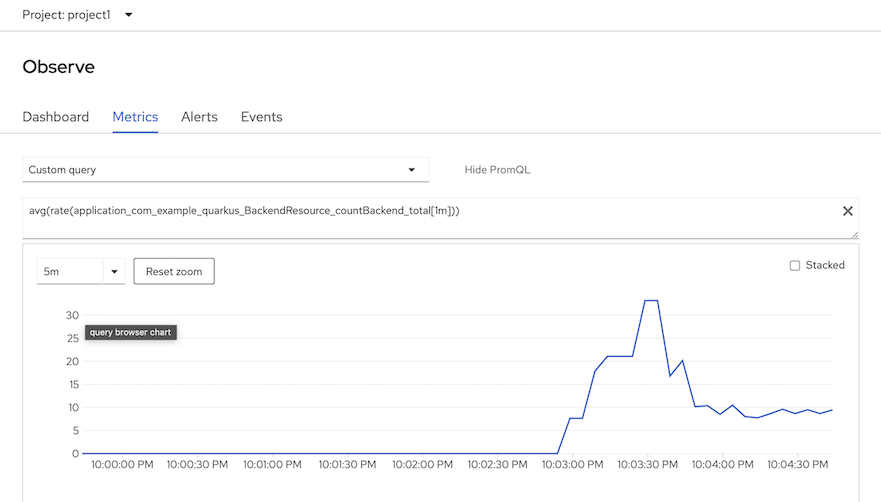 Project: project1
Observe
Dashboard Metrics Alerts Events
Custom query Hide PromQL
avg(rate(application_com_example_quarkus_BackendResource_countBackend_total[1m]))
5m Reset zoom Stacked
30
query browser chart
25
20
15
10
5
0
10:00:00 PM 10:00:30 PM 10:01:00 PM 10:01:30 PM 10:02:00 PM 10:02:30 PM 10:03:00 PM 10:03:30 PM 10:04:00 PM 10:04:30 PM